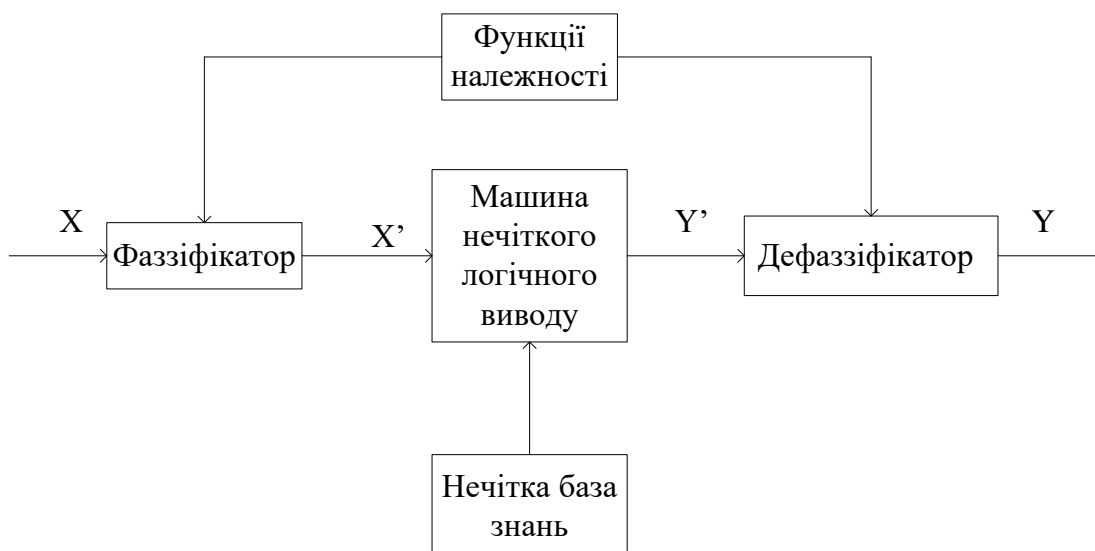 Функції
належності
X
Фаззіфікатор
X’
Машина
нечіткого
логічного
виводу
Y’
Дефаззіфікатор
Y
Нечітка база
знань